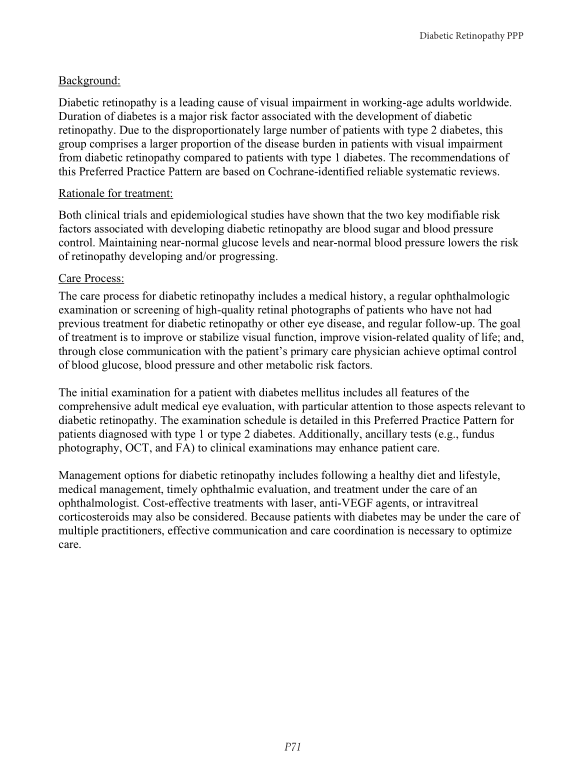 Diabetic Retinopathy PPP
Background:
Diabetic retinopathy is a leading cause of visual impairment in working-age adults worldwide.
Duration of diabetes is a major risk factor associated with the development of diabetic
retinopathy. Due to the disproportionately large number of patients with type 2 diabetes, this
group comprises a larger proportion of the disease burden in patients with visual impairment
from diabetic retinopathy compared to patients with type 1 diabetes. The recommendations of
this Preferred Practice Pattern are based on Cochrane-identified reliable systematic reviews.
Rationale for treatment:
Both clinical trials and epidemiological studies have shown that the two key modifiable risk
factors associated with developing diabetic retinopathy are blood sugar and blood pressure
control. Maintaining near-normal glucose levels and near-normal blood pressure lowers the risk
of retinopathy developing and/or progressing.
Care Process:
The care process for diabetic retinopathy includes a medical history, a regular ophthalmologic
examination or screening of high-quality retinal photographs of patients who have not had
previous treatment for diabetic retinopathy or other eye disease, and regular follow-up. The goal
of treatment is to improve or stabilize visual function, improve vision-related quality of life; and,
through close communication with the patient's primary care physician achieve optimal control
of blood glucose, blood pressure and other metabolic risk factors.
The initial examination for a patient with diabetes mellitus includes all features of the
comprehensive adult medical eye evaluation, with particular attention to those aspects relevant to
diabetic retinopathy. The examination schedule is detailed in this Preferred Practice Pattern for
patients diagnosed with type 1 or type 2 diabetes. Additionally, ancillary tests (e.g., fundus
photography, OCT, and FA) to clinical examinations may enhance patient care.
Management options for diabetic retinopathy includes following a healthy diet and lifestyle,
medical management, timely ophthalmic evaluation, and treatment under the care of an
ophthalmologist. Cost-effective treatments with laser, anti-VEGF agents, or intravitreal
corticosteroids may also be considered. Because patients with diabetes may be under the care of
multiple practitioners, effective communication and care coordination is necessary to optimize
care.
P71